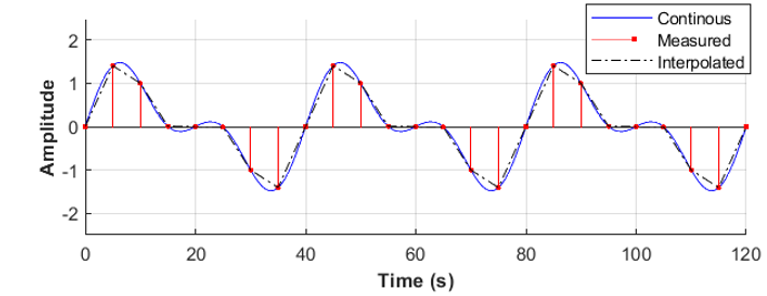 Continous
Measured
Interpolated
2
1
0
-1
-2
Amplitude
0 20 40 60 80 100 120
Time (s)